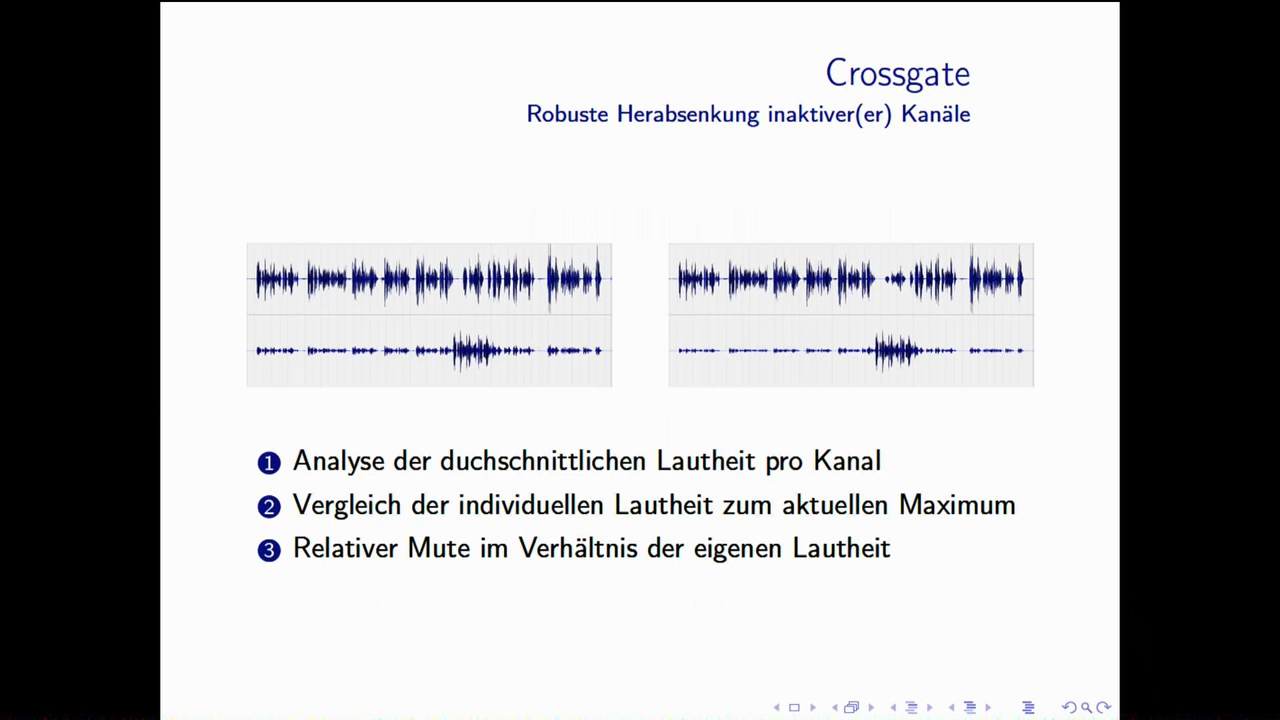 Crossgate
Robuste Herabsenkung inaktiver(er) Kanäle
1 Analyse der duchschnittlichen Lautheit pro Kanal
2 Vergleich der individuellen Lautheit zum aktuellen Maximum
3 Relativer Mute im Verhältnis der eigenen Lautheit